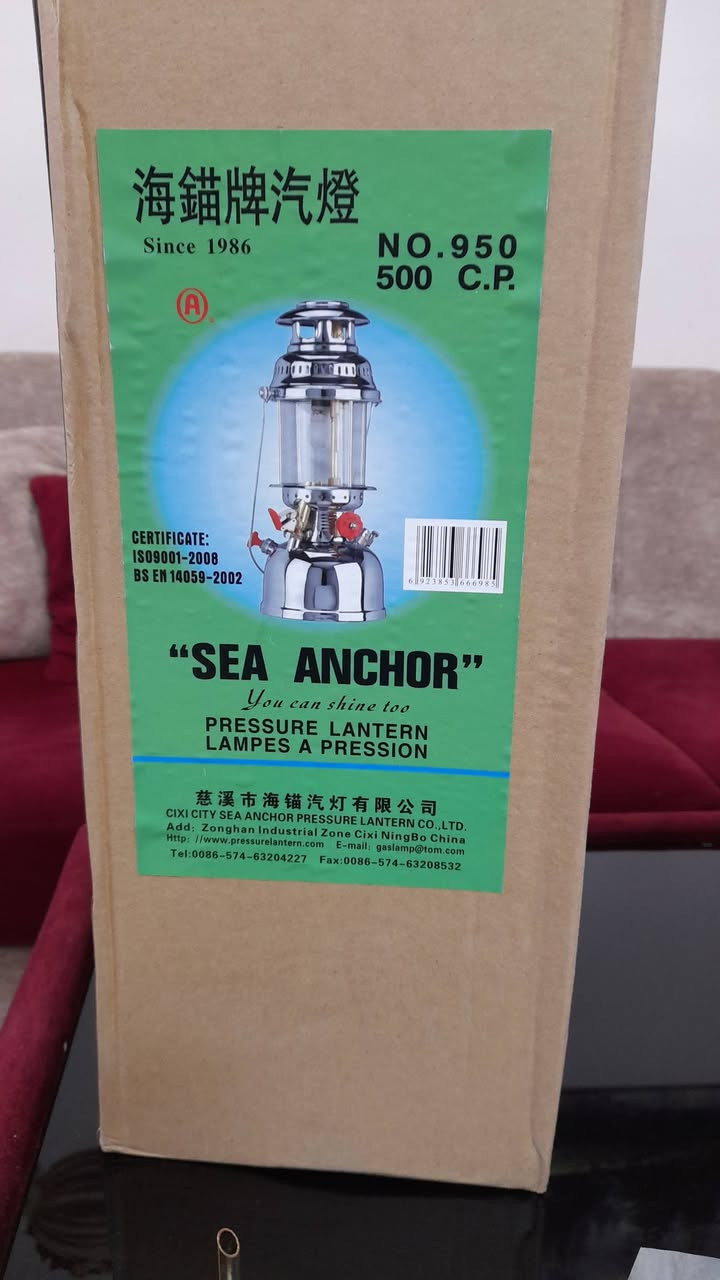 海錨牌汽燈
Since 1986
NO.950
500 C.P.
A
CERTIFICATE:
ISO9001-2008
BS EN 14059-2002
6 923853 666985
"SEA ANCHOR"
You can shine too
PRESSURE LANTERN
LAMPES A PRESSION
慈溪市海锚汽灯有限公司
CIXI CITY SEA ANCHOR PRESSURE LANTERN CO.,LTD.
Add: Zonghan Industrial Zone Cixi NingBo China
Http: //www.pressurelantern.com E-mail: gaslamp@tom.com
Tel:0086-574-63204227 Fax:0086-574-63208532